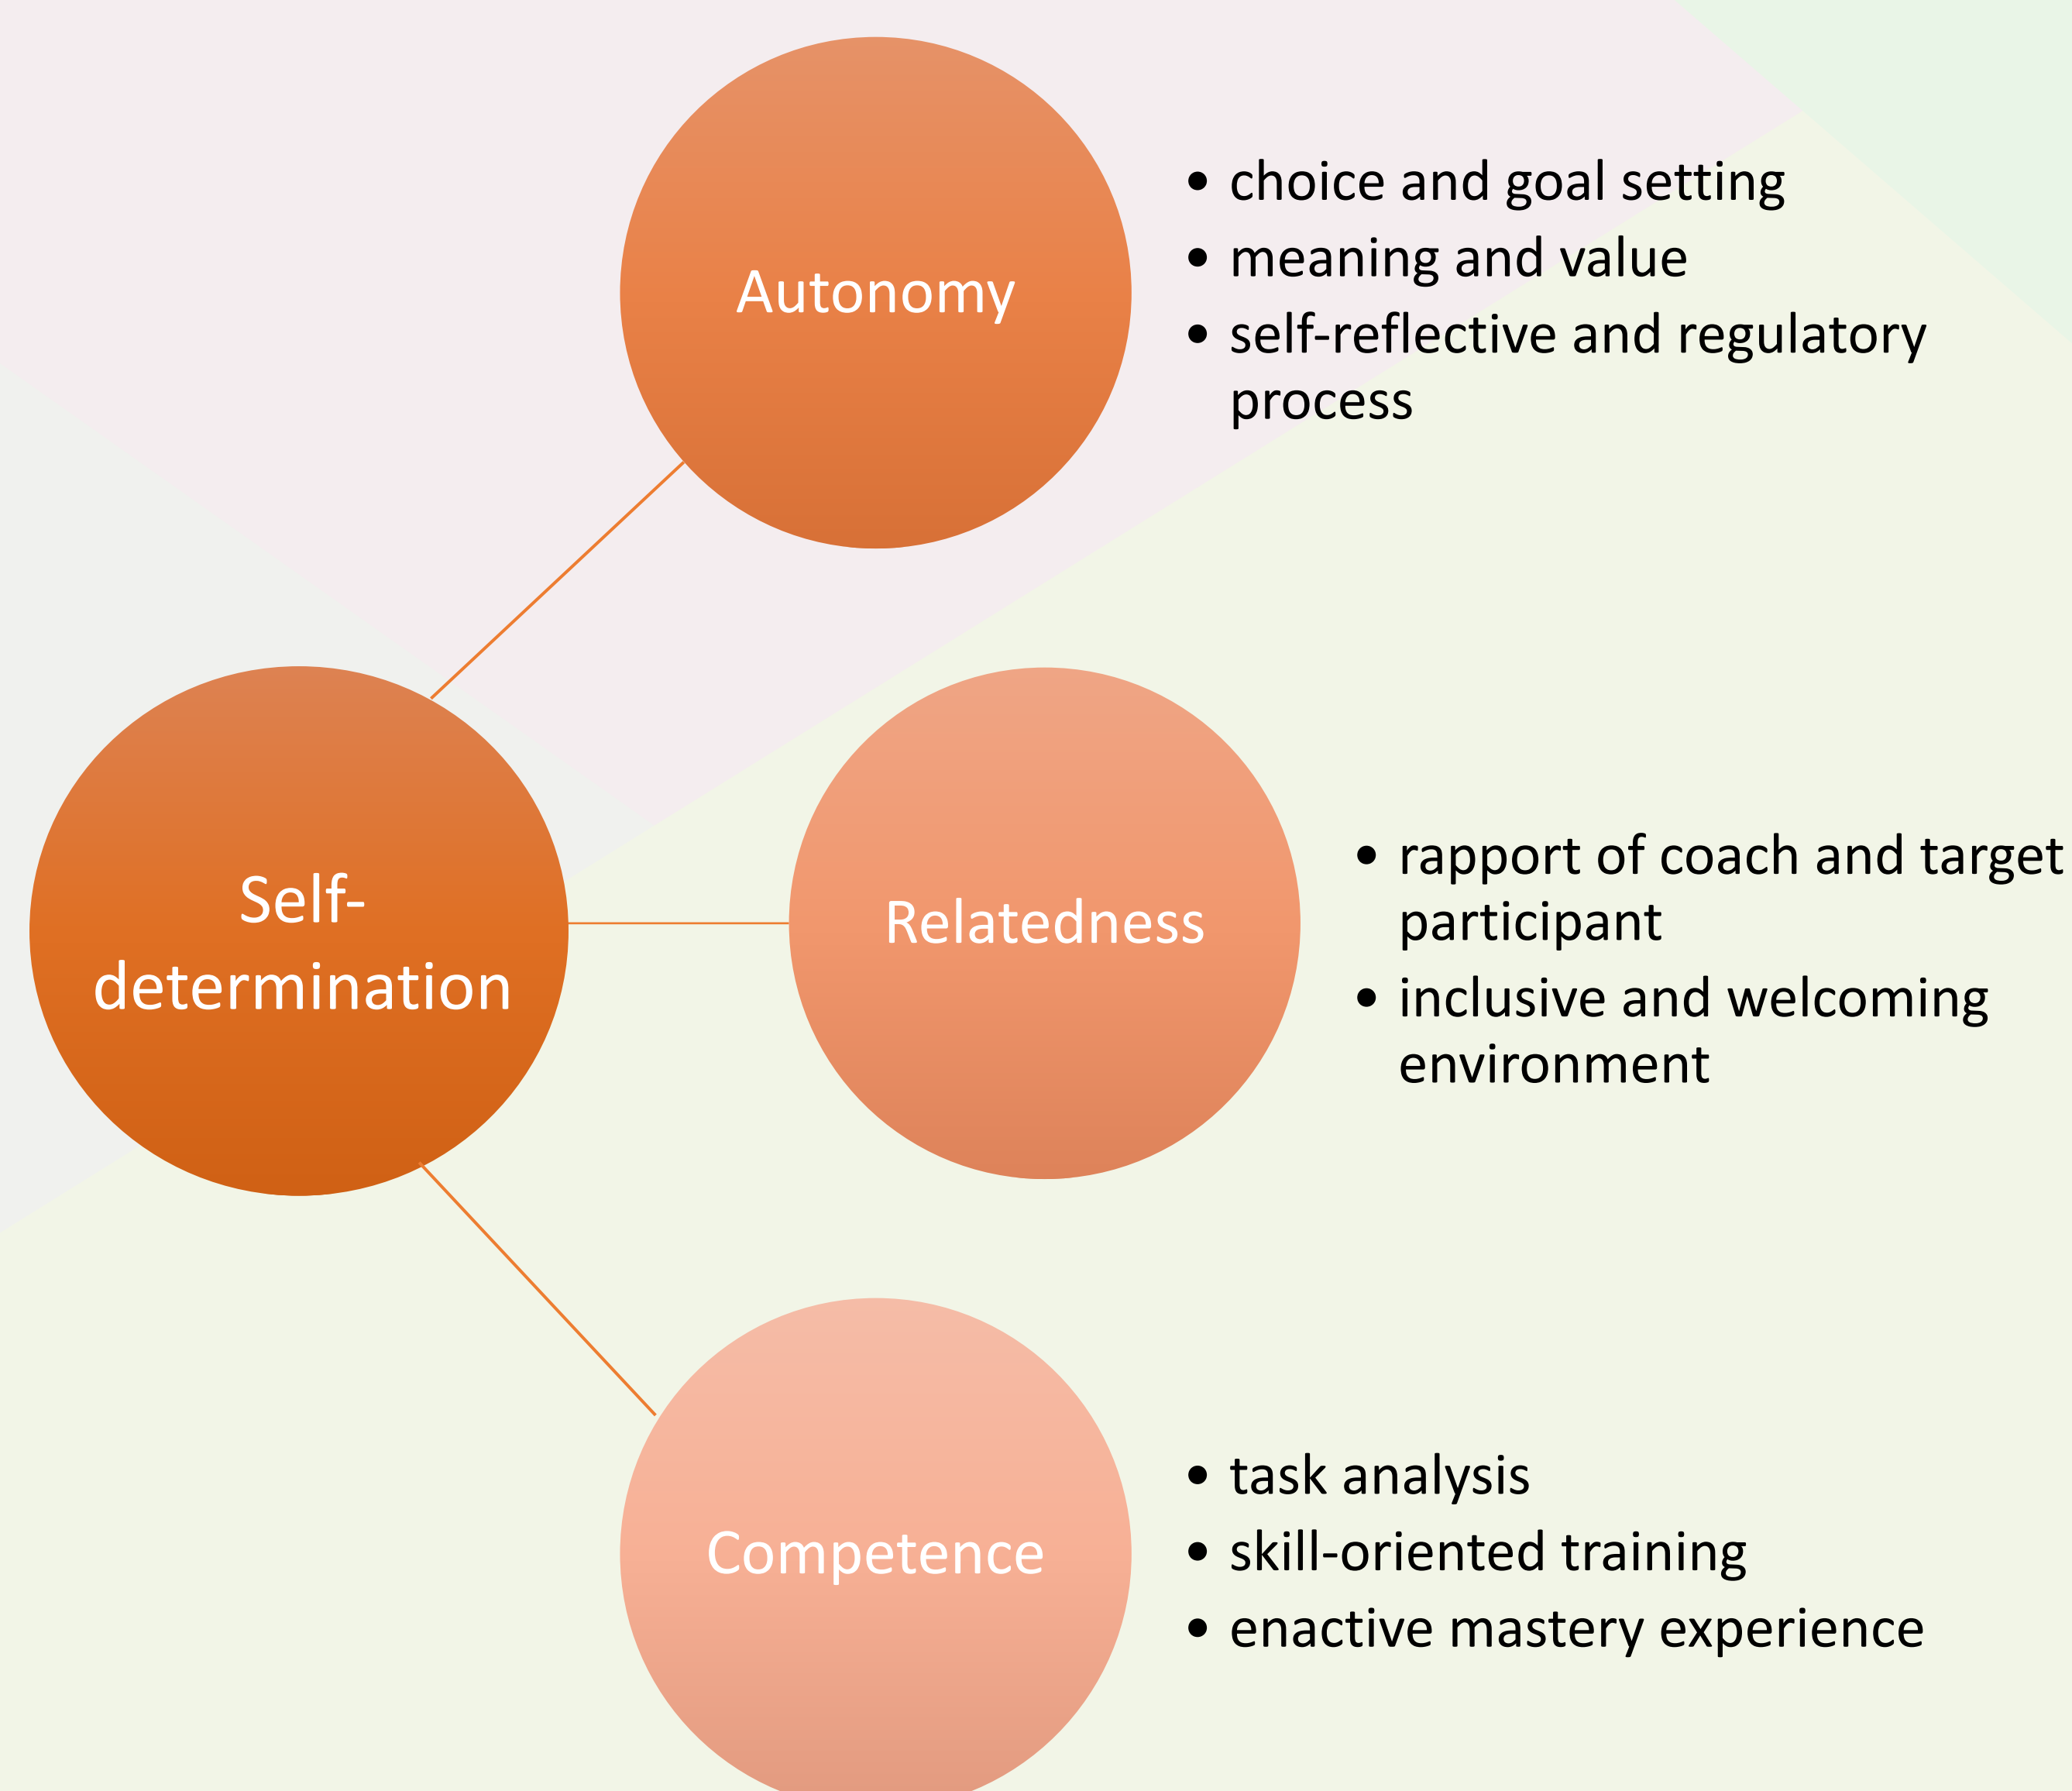 Autonomy
• choice and goal setting
• meaning and value
• self-reflective and regulatory
process
Self-
determination
Relatedness
• rapport of coach and target
participant
• inclusive and welcoming
environment
Competence
• task analysis
• skill-oriented training
• enactive mastery experience